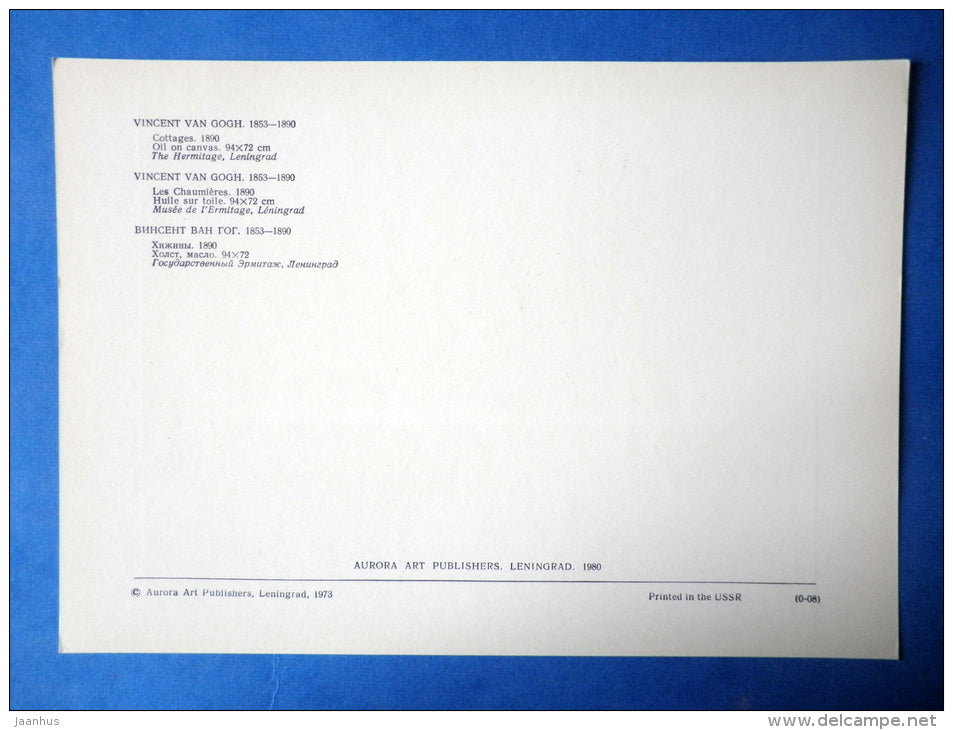 VINCENT VAN GOGH. 1853—1890
Cottages. 1890
Oil on canvas. 94×72 cm
The Hermitage, Leningrad
VINCENT VAN GOGH. 1853—1890
Les Chaumières. 1890
Huile sur toile. 94×72 cm
Musée de l'Ermitage, Léningrad
ВИНСЕНТ ВАН ГОГ. 1853—1890
Хижины. 1890
Холст, масло. 94×72
Государственный Эрмитаж, Ленинград
AURORA ART PUBLISHERS. LENINGRAD. 1980
© Aurora Art Publishers, Leningrad, 1973
Printed in the USSR (0-08)
Jaanhus
www.delcampe.net